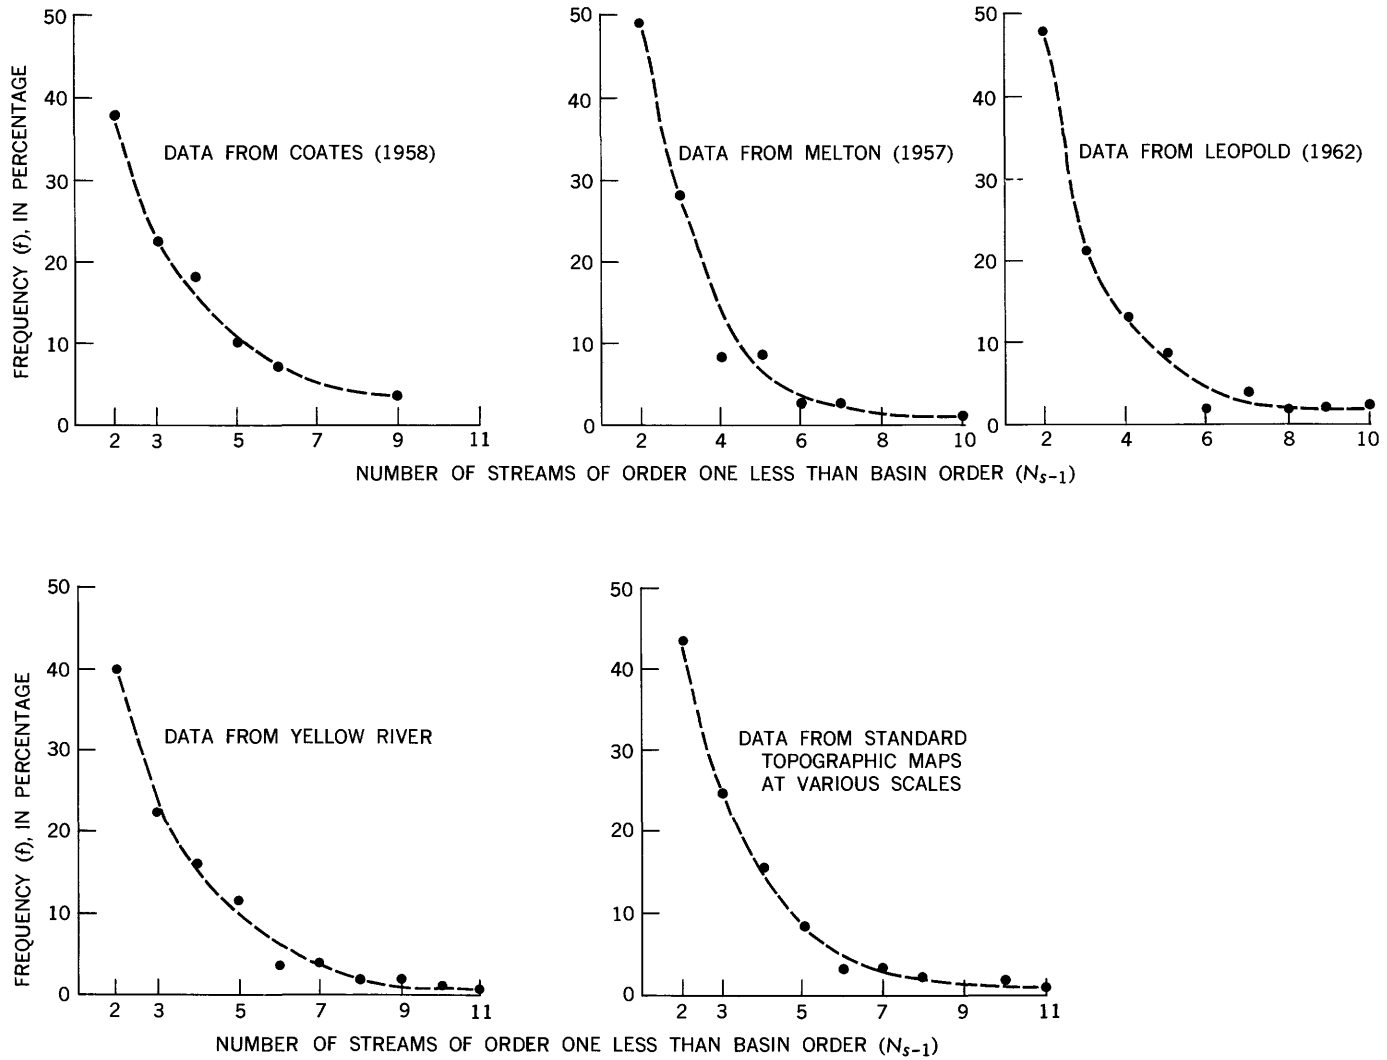 FREQUENCY (f), IN PERCENTAGE
50
40
30
20
10
0
DATA FROM COATES (1958)
2 3 5 7 9 11
50
40
30
20
10
0
DATA FROM MELTON (1957)
2 4 6 8 10
50
40
30
20
10
0
DATA FROM LEOPOLD (1962)
2 4 6 8 10
NUMBER OF STREAMS OF ORDER ONE LESS THAN BASIN ORDER (Ns−1)
FREQUENCY (f), IN PERCENTAGE
50
40
30
20
10
0
DATA FROM YELLOW RIVER
2 3 5 7 9 11
50
40
30
20
10
0
DATA FROM STANDARD
TOPOGRAPHIC MAPS
AT VARIOUS SCALES
2 3 5 7 9 11
NUMBER OF STREAMS OF ORDER ONE LESS THAN BASIN ORDER (Ns−1)